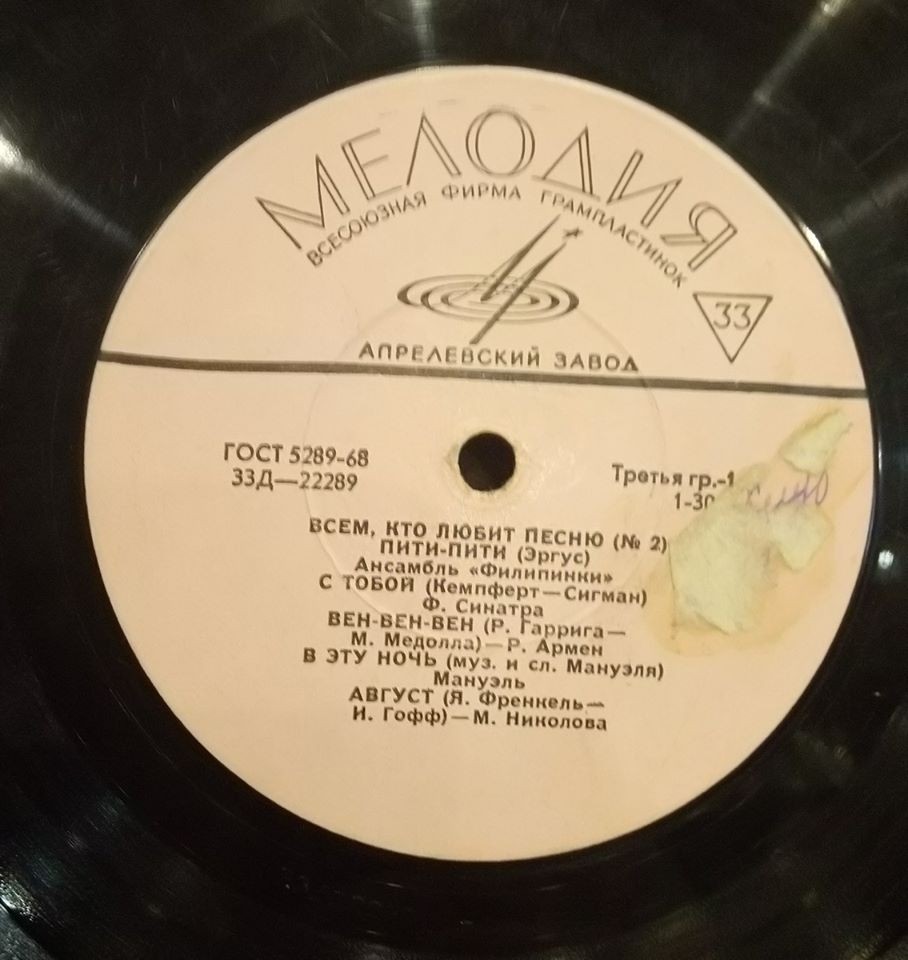 МЕЛОДИЯ
ВСЕСОЮЗНАЯ ФИРМА ГРАМПЛАСТИНОК
33
АПРЕЛЕВСКИЙ ЗАВОД
ГОСТ 5289-68
33Д—22289
Третья гр.-1
1-30
ВСЕМ, КТО ЛЮБИТ ПЕСНЮ (№ 2)
ПИТИ-ПИТИ (Эргус)
Ансамбль «Филипинки»
С ТОБОЙ (Кемпферт—Сигман)
Ф. Синатра
ВЕН-ВЕН-ВЕН (Р. Гаррига—
М. Медолла)—Р. Армен
В ЭТУ НОЧЬ (муз. и сл. Мануэля)
Мануэль
АВГУСТ (Я. Френкель—
И. Гофф)—М. Николова